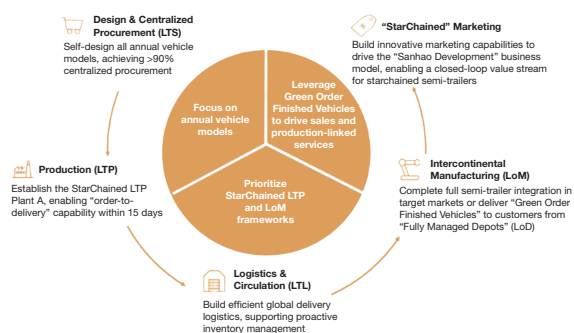 Design & Centralized
Procurement (LTS)
Self-design all annual vehicle
models, achieving >90%
centralized procurement
“StarChained” Marketing
Build innovative marketing capabilities to
drive the “Sanhao Development” business
model, enabling a closed-loop value stream
for starchained semi-trailers
Focus on
annual vehicle
models
Leverage
Green Order
Finished Vehicles
to drive sales and
production-linked
services
Prioritize
StarChained LTP
and LoM
frameworks
Production (LTP)
Establish the StarChained LTP
Plant A, enabling “order-to-
delivery” capability within 15 days
Intercontinental
Manufacturing (LoM)
Complete full semi-trailer integration in
target markets or deliver “Green Order
Finished Vehicles” to customers from
“Fully Managed Depots” (LoD)
Logistics &
Circulation (LTL)
Build efficient global delivery
logistics, supporting proactive
inventory management